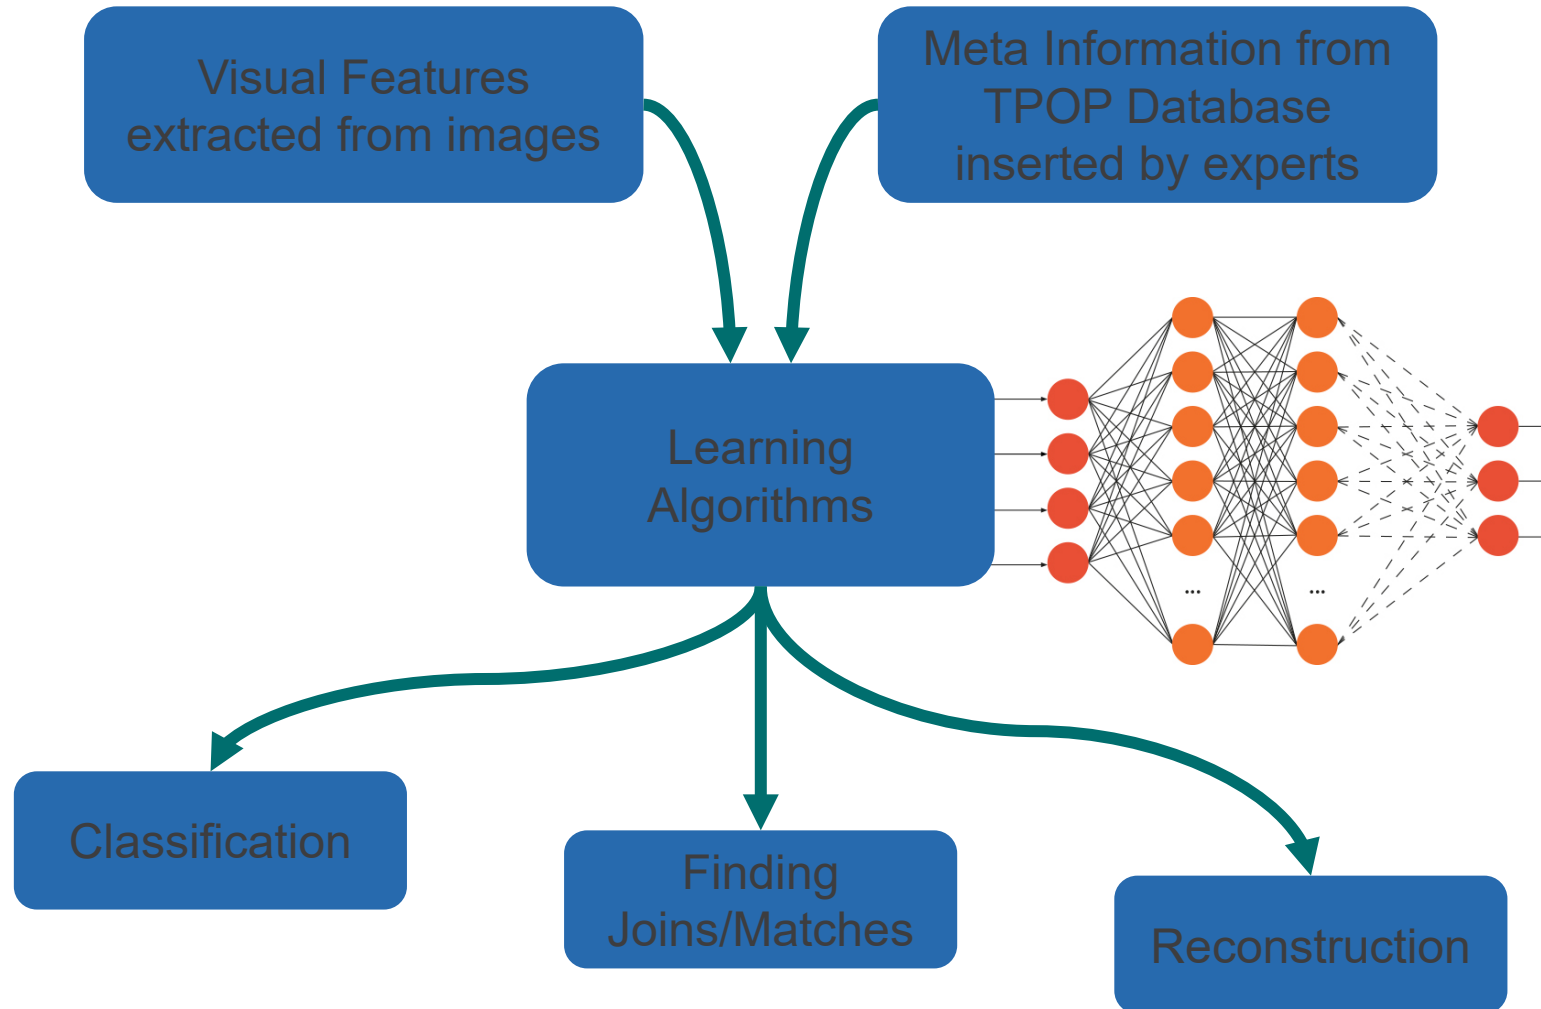 Visual Features
extracted from images
Meta Information from
TPOP Database
inserted by experts
Learning
Algorithms
...
...
Classification
Finding
Joins/Matches
Reconstruction